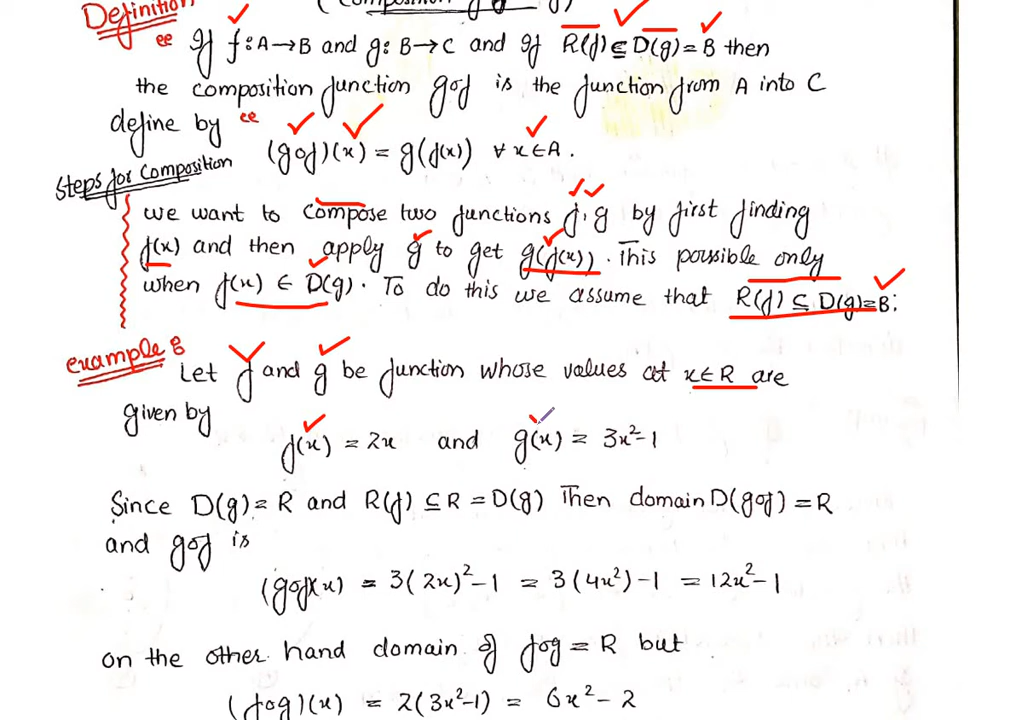 Definition
(Composition
"If f: A→B and g: B→C and if R(f) ⊆ D(g) = B then
the composition function gof is the function from A into C
define by "
(gof)(x) = g(f(x)) ∀ x∈A.
Steps for Composition
we want to compose two functions f, g by first finding
f(x) and then apply g to get g(f(x)). This possible only
when f(x) ∈ D(g). To do this we assume that R(f) ⊆ D(g)=B:
example:
Let f and g be function whose values at x∈R are
given by
f(x) = 2x and g(x) = 3x²-1
Since D(g)=R and R(f) ⊆ R = D(g) Then domain D(gof) = R
and gof is
(gof)(x) = 3(2x)²-1 = 3(4x²)-1 = 12x²-1
on the other hand domain of fog = R but
(fog)(x) = 2(3x²-1) = 6x²-2